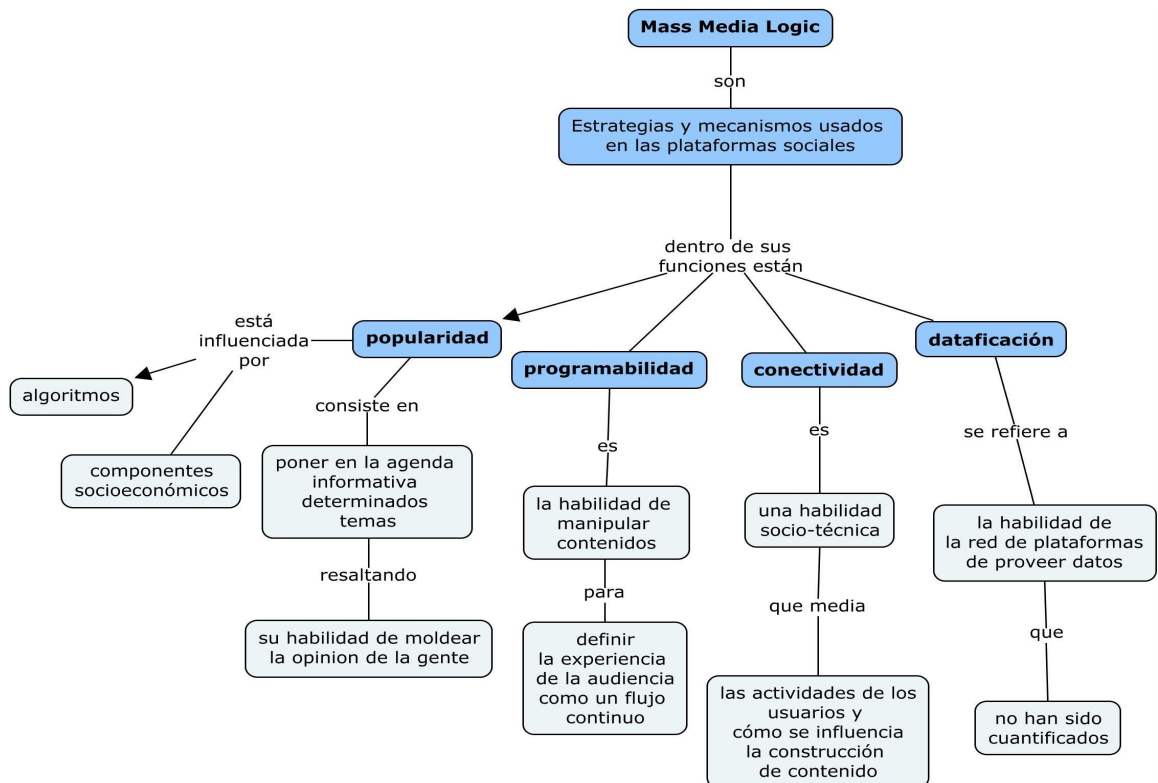 Mass Media Logic
son
Estrategias y mecanismos usados
en las plataformas sociales
dentro de sus
funciones están
está
influenciada
por
popularidad
dataficación
programabilidad
conectividad
algoritmos
consiste en
es
es
se refiere a
componentes
socioeconómicos
poner en la agenda
informativa
determinados
temas
la habilidad de
manipular
contenidos
una habilidad
socio-técnica
la habilidad de
la red de plataformas
de proveer datos
resaltando
para
que media
que
su habilidad de moldear
la opinion de la gente
definir
la experiencia
de la audiencia
como un flujo
continuo
las actividades de los
usuarios y
cómo se influencia
la construcción
de contenido
no han sido
cuantificados